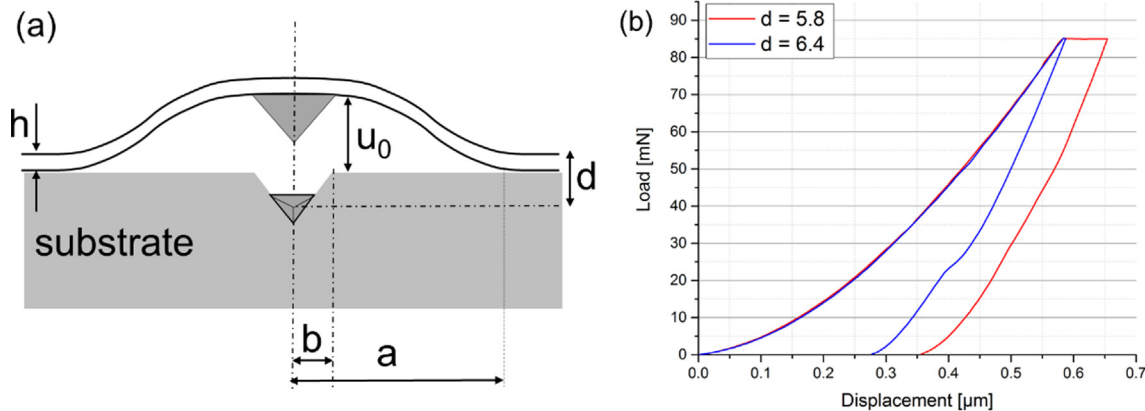 (a)
h
u0
d
substrate
b
a
(b)
d = 5.8
d = 6.4
Load [mN]
90
80
70
60
50
40
30
20
10
0
0.0 0.1 0.2 0.3 0.4 0.5 0.6 0.7
Displacement [µm]